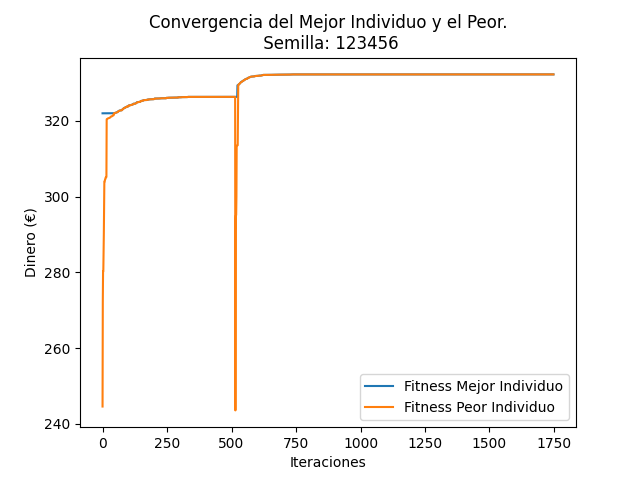 Convergencia del Mejor Individuo y el Peor.
Semilla: 123456
Dinero (€)
320
300
280
260
240
Fitness Mejor Individuo
Fitness Peor Individuo
0 250 500 750 1000 1250 1500 1750
Iteraciones